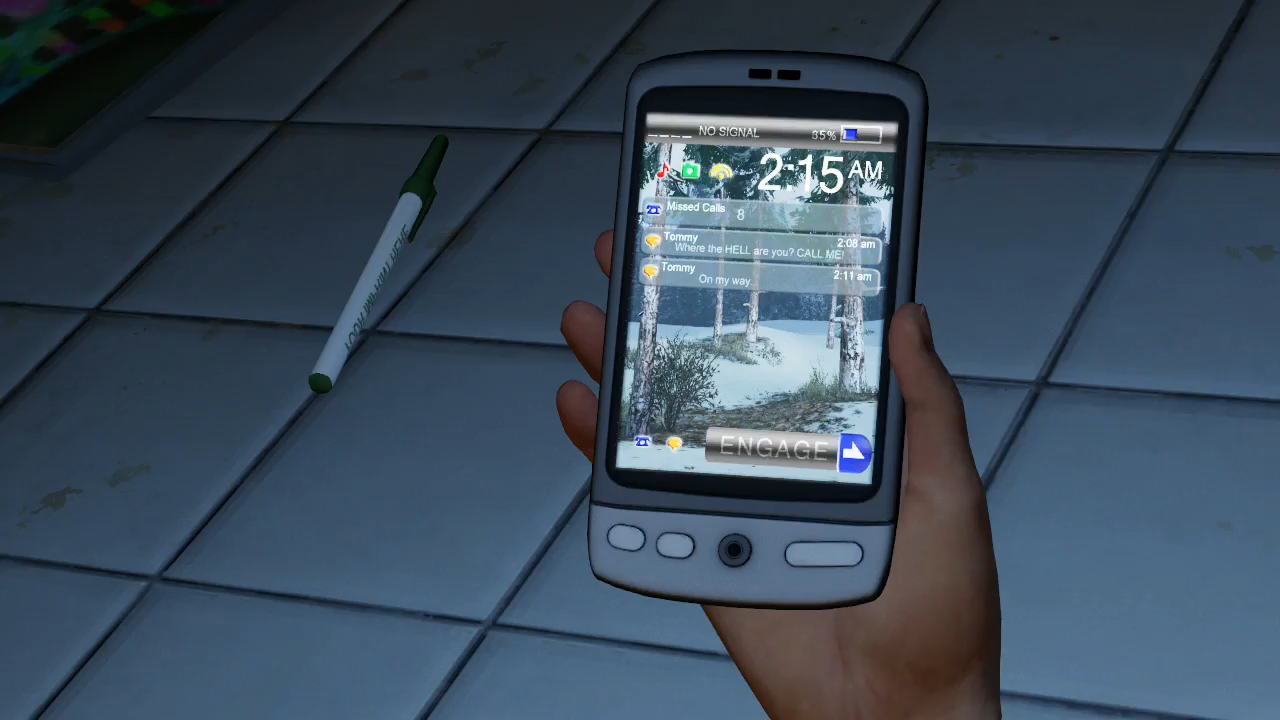 NO SIGNAL 35%
2:15 AM
Missed Calls
8
Tommy 2:08 am
Where the HELL are you? CALL ME!
Tommy 2:11 am
On my way
ENGAGE